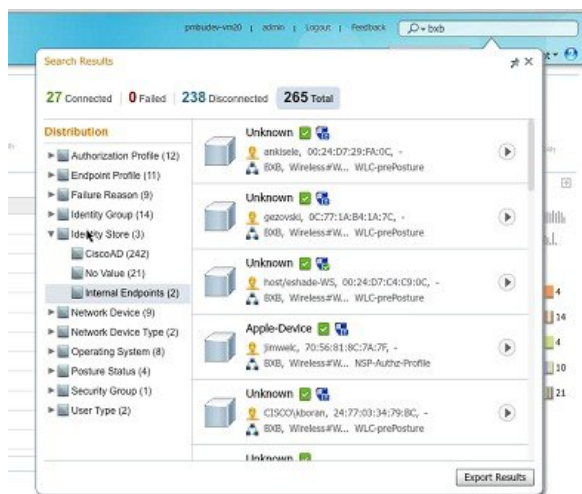 pmbudev-vm20 | admin | Logout | Feedback
bxb
Search Results
27 Connected | 0 Failed | 238 Disconnected 265 Total
Distribution
Authorization Profile (12)
Endpoint Profile (11)
Failure Reason (9)
Identity Group (14)
Identity Store (3)
CiscoAD (242)
No Value (21)
Internal Endpoints (2)
Network Device (9)
Network Device Type (2)
Operating System (8)
Posture Status (4)
Security Group (1)
User Type (2)
Unknown
ankisele, 00:24:D7:29:FA:0C, -
BXB, Wireless#W... WLC-prePosture
Unknown
gezovski, 0C:77:1A:B4:1A:7C, -
BXB, Wireless#W... WLC-prePosture
Unknown
host/eshade-WS, 00:24:D7:C4:C9:0C, -
BXB, Wireless#W... WLC-prePosture
Apple-Device
jimwelc, 70:56:81:8C:7A:7F, -
BXB, Wireless#W... NSP-Authz-Profile
Unknown
CISCO\kboran, 24:77:03:34:79:BC, -
BXB, Wireless#W... WLC-prePosture
Unknown
Export Results
4
14
4
10
21